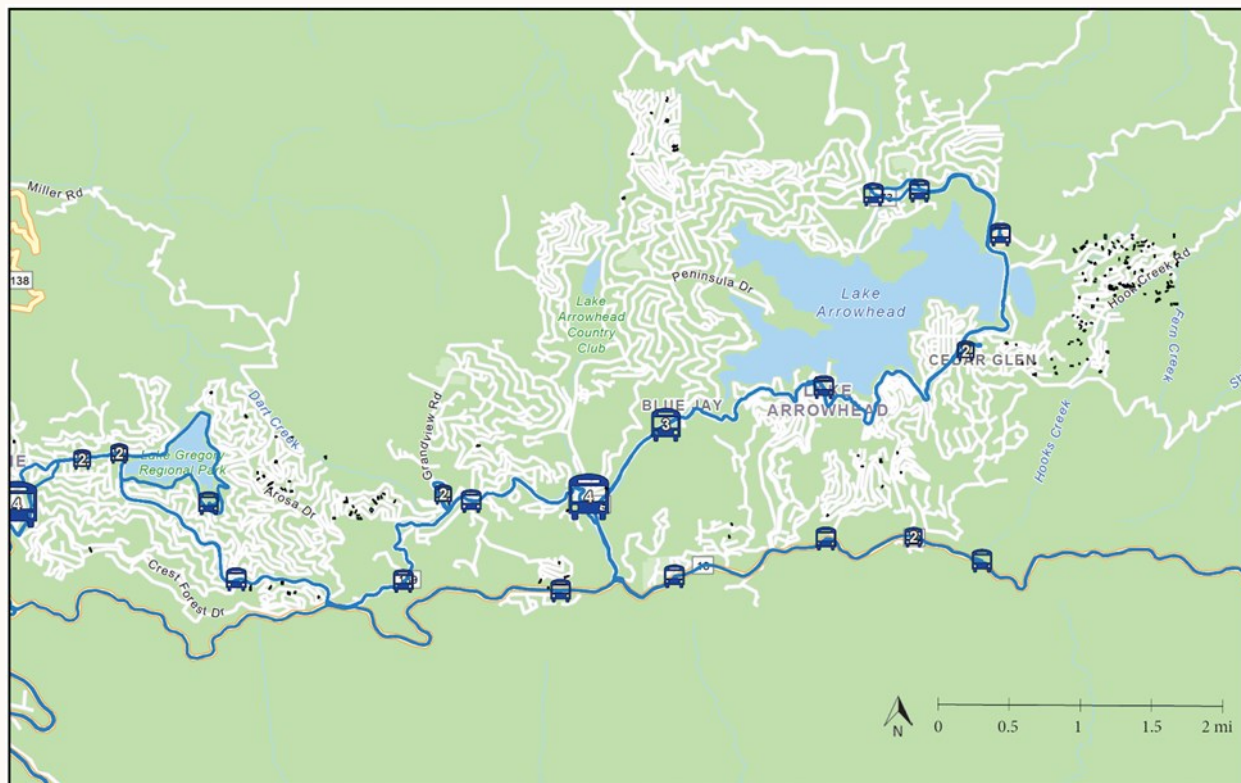 Miller Rd
138
Peninsula Dr
Hook Creek Rd
Lake
Arrowhead
Lake
Arrowhead
Country
Club
Fern Creek
2
CEDAR GLEN
BLUE JAY
LAKE
ARROWHEAD
3
Grandview Rd
Dart Creek
Hooks Creek
2
2
Lake Gregory
Regional Park
4
Arosa Dr
2
4
2
Crest Forest Dr
18
N
0 0.5 1 2 mi